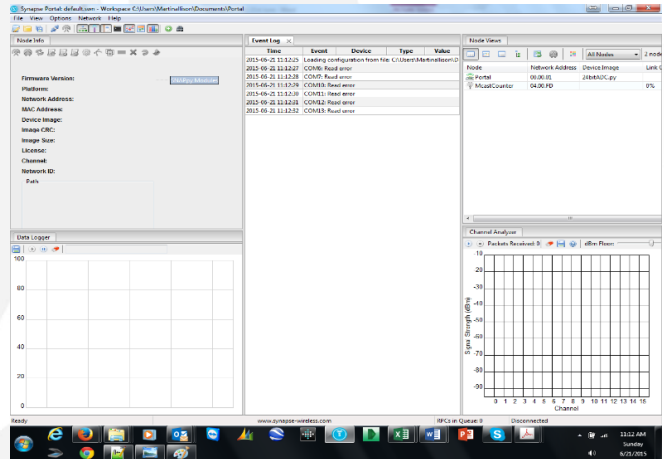 Synapse Portal: default.swn - Workspace C:\Users\Martinallison\Documents\Portal
File View Options Network Help
Node Info
Firmware Version:
Platform:
Network Address:
MAC Address:
Device Image:
Image CRC:
Image Size:
License:
Channel:
Network ID:
Path
Event Log
Time Event Device Type Value
2015-06-21 11:12:25 Loading configuration from file: C:\Users\Martinallison\D
2015-06-21 11:12:27 COM6: Read error
2015-06-21 11:12:28 COM7: Read error
2015-06-21 11:12:29 COM10: Read error
2015-06-21 11:12:30 COM11: Read error
2015-06-21 11:12:31 COM12: Read error
2015-06-21 11:12:32 COM13: Read error
Node Views
All Nodes
2 node
Node Network Address Device Image Link Q
Portal 00.00.01 24bitADC.py
McastCounter 04.00.FD 0%
Data Logger
100
80
60
40
20
0
Channel Analyzer
Packets Received: 0 dBm Floor:
-10
-20
-30
-40
-50
-60
-70
-80
-90
Signal Strength (dBm)
0 1 2 3 4 5 6 7 8 9 10 11 12 13 14 15
Channel
Ready www.synapse-wireless.com RPCs in Queue: 0 Disconnected
11:12 AM
Sunday
6/21/2015